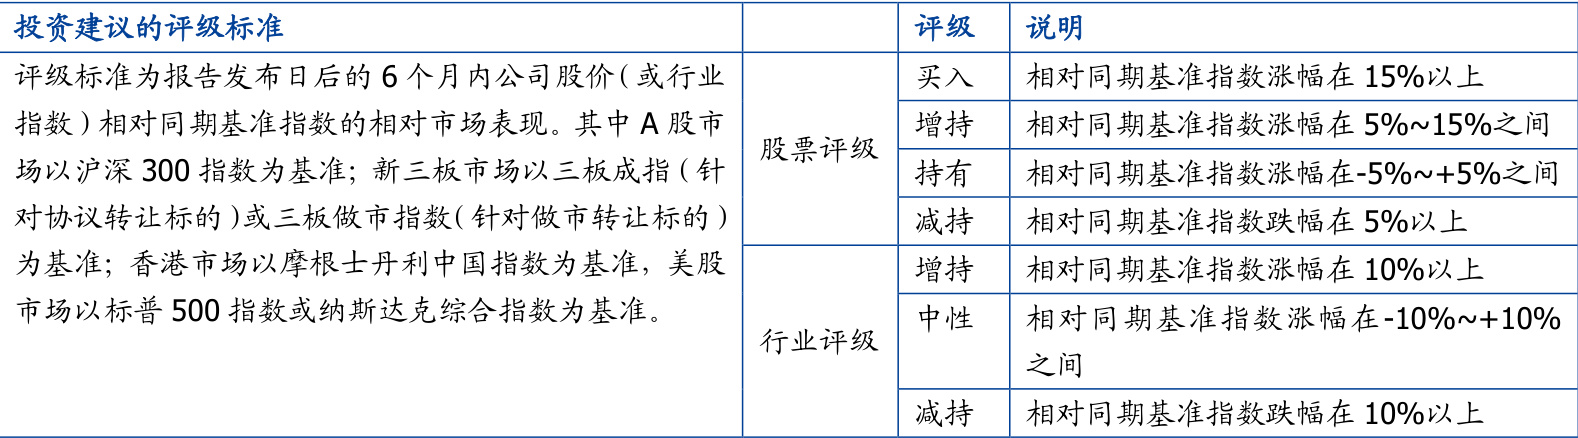 投资建议的评级标准
评级 说明
评级标准为报告发布日后的 6 个月内公司股价（或行业
指数）相对同期基准指数的相对市场表现。其中 A 股市
场以沪深 300 指数为基准；新三板市场以三板成指（针
对协议转让标的）或三板做市指数（针对做市转让标的）
为基准；香港市场以摩根士丹利中国指数为基准，美股
市场以标普 500 指数或纳斯达克综合指数为基准。
股票评级
买入 相对同期基准指数涨幅在 15%以上
增持 相对同期基准指数涨幅在 5%~15%之间
持有 相对同期基准指数涨幅在-5%~+5%之间
减持 相对同期基准指数跌幅在 5%以上
行业评级
增持 相对同期基准指数涨幅在 10%以上
中性 相对同期基准指数涨幅在-10%~+10%
之间
减持 相对同期基准指数跌幅在 10%以上